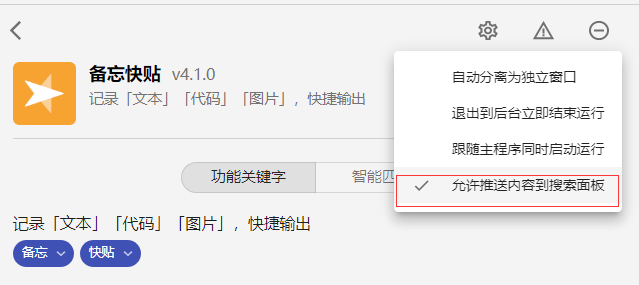 备忘快贴 v4.1.0
记录「文本」「代码」「图片」，快捷输出
自动分离为独立窗口
退出到后台立即结束运行
跟随主程序同时启动运行
允许推送内容到搜索面板
功能关键字 智能匹
记录「文本」「代码」「图片」，快捷输出
备忘 快贴